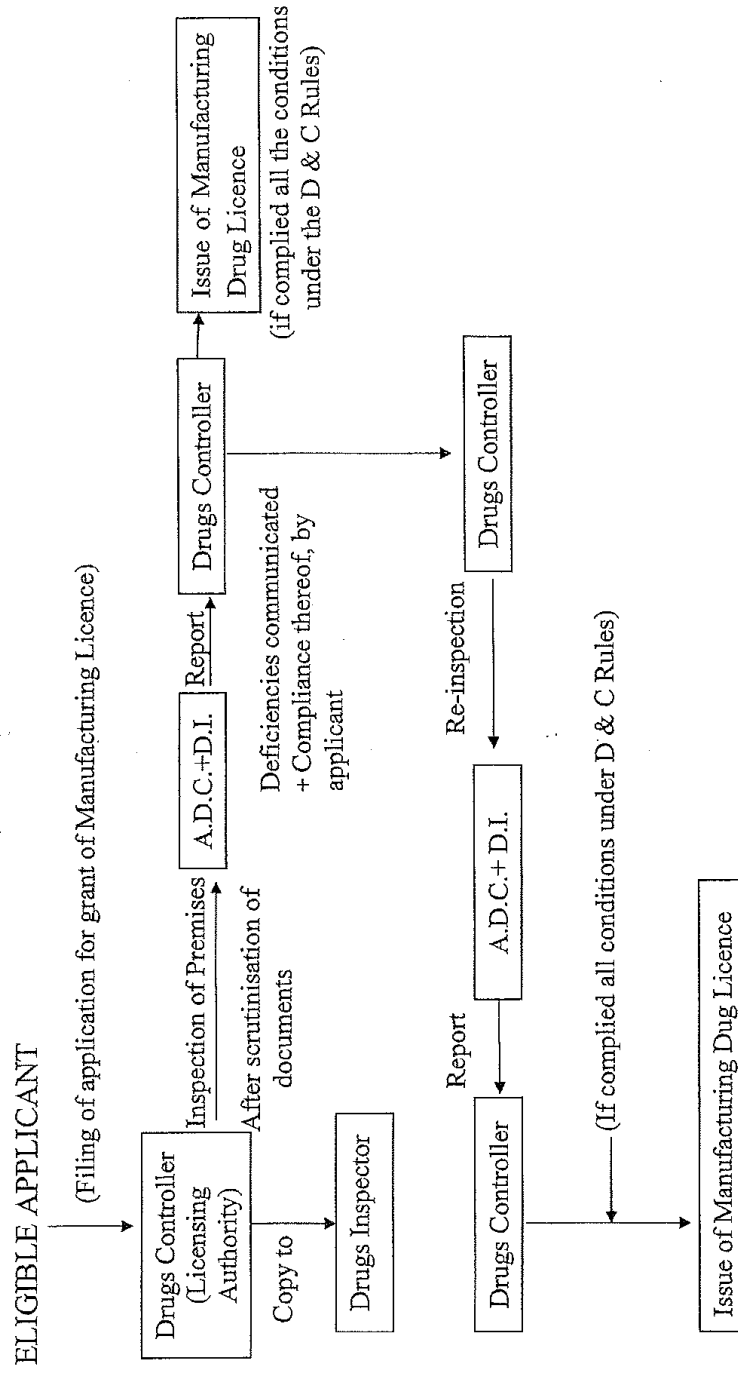 ELIGIBLE APPLICANT
(Filing of application for grant of Manufacturing Licence)
Drugs Controller
(Licensing
Authority)
Inspection of Premises
After scrutinisation of
documents
A.D.C.+D.I.
Report
Drugs Controller
Issue of Manufacturing
Drug Licence
(if complied all the conditions
under the D & C Rules)
Copy to
Drugs Inspector
Deficiencies communicated
+ Compliance thereof, by
applicant
Drugs Controller
Re-inspection
A.D.C.+ D.I.
Report
Drugs Controller
(If complied all conditions under D & C Rules)
Issue of Manufacturing Dug Licence